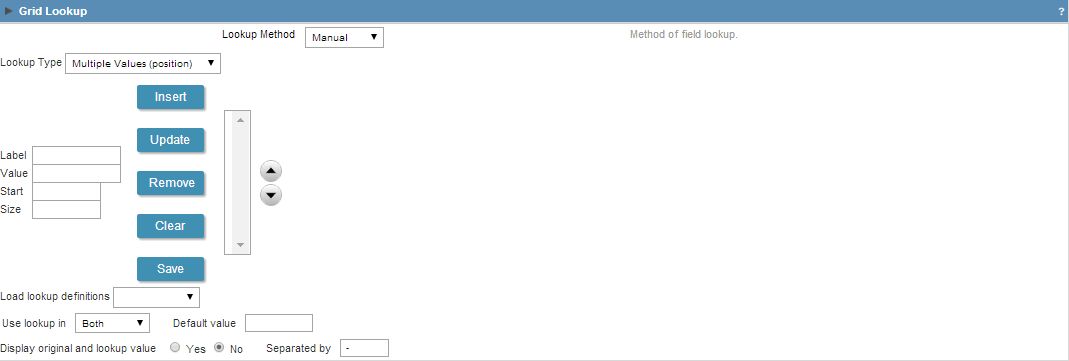 Grid Lookup ?
Lookup Method Manual Method of field lookup.
Lookup Type Multiple Values (position)
Insert
Update
Label
Value
Remove
Start
Size
Clear
Save
Load lookup definitions
Use lookup in Both Default value
Display original and lookup value Yes No Separated by -